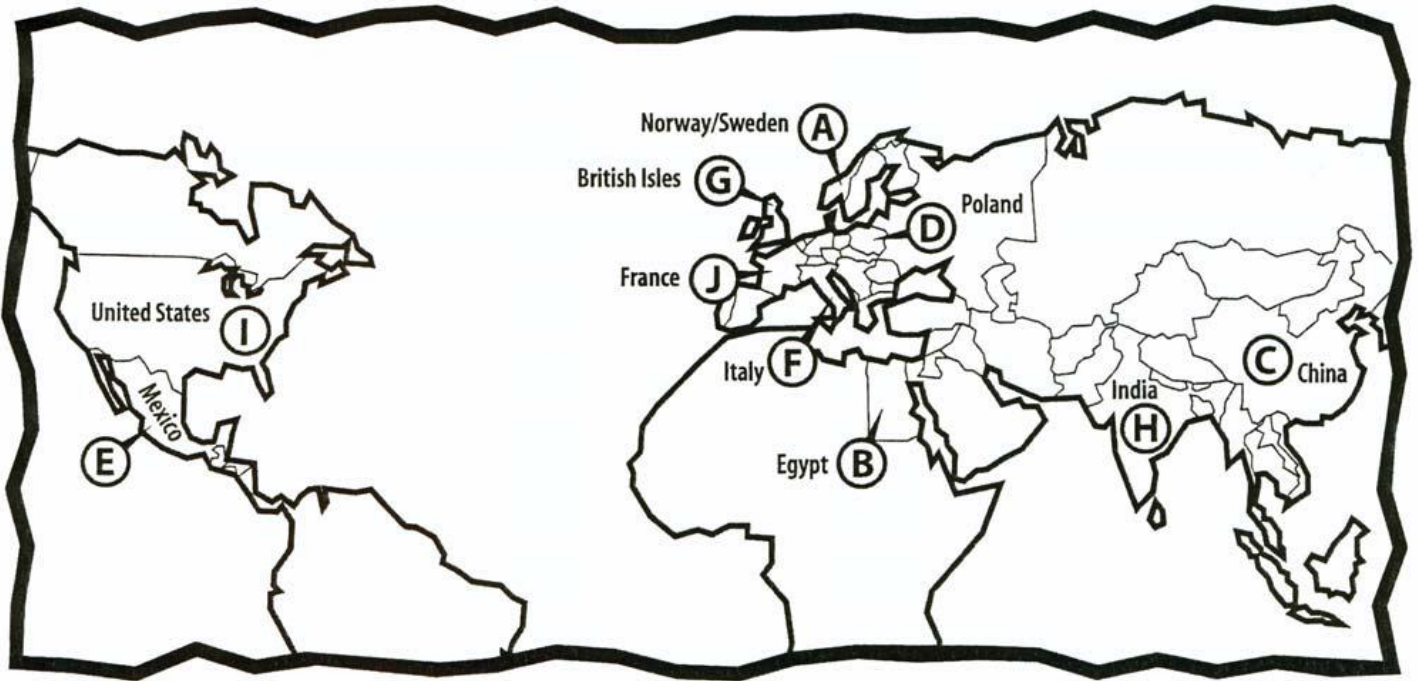 Norway/Sweden A
British Isles G
Poland
D
France J
United States
I
Italy F
C China
India
H
Mexico
E
Egypt B